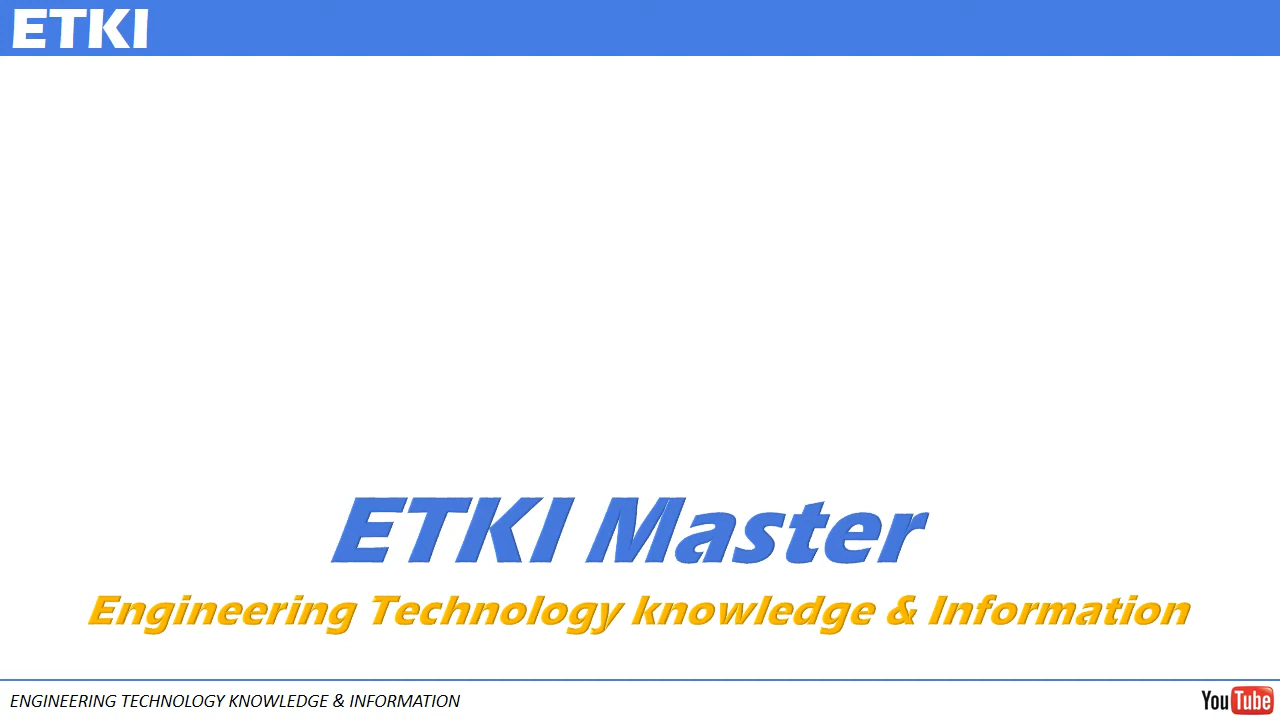 ETKI
ETKI Master
Engineering Technology knowledge & Information
ENGINEERING TECHNOLOGY KNOWLEDGE & INFORMATION
YouTube